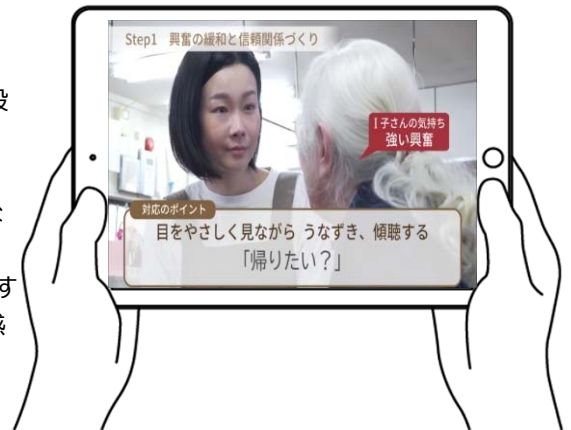 Step1 興奮の緩和と信頼関係づくり
I子さんの気持ち
強い興奮
対応のポイント
目をやさしく見ながら うなずき、傾聴する
「帰りたい？」
す